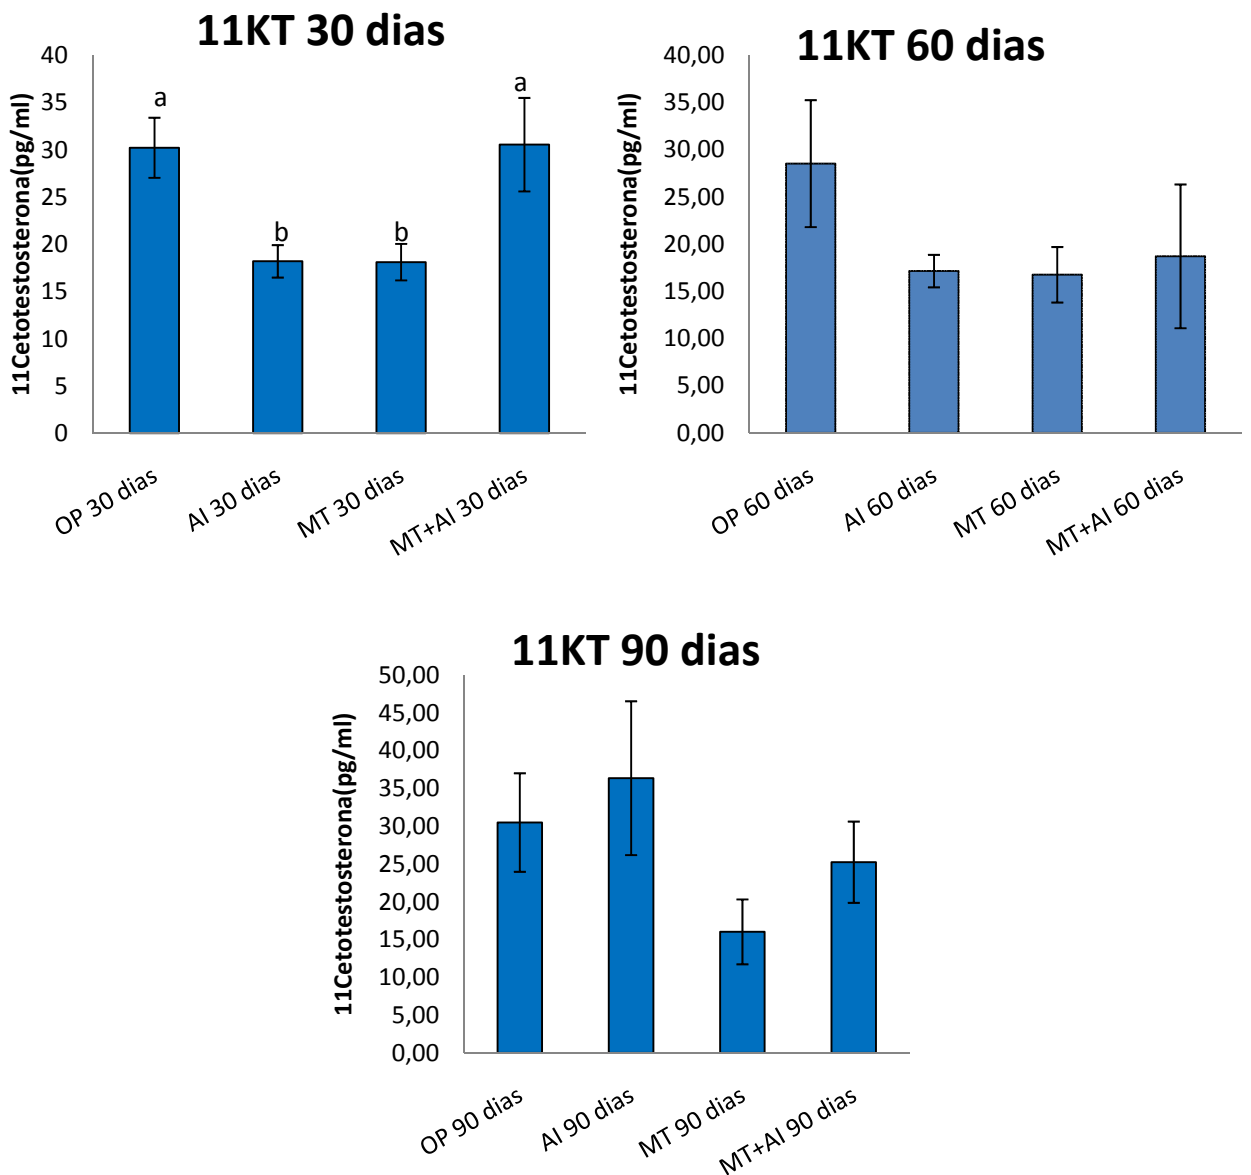 11KT 30 dias
11Cetotestosterona(pg/ml)
40
35
30
25
20
15
10
5
0
a
b
b
a
OP 30 dias
AI 30 dias
MT 30 dias
MT+AI 30 dias
11KT 60 dias
11Cetotestosterona(pg/ml)
40,00
35,00
30,00
25,00
20,00
15,00
10,00
5,00
0,00
OP 60 dias
AI 60 dias
MT 60 dias
MT+AI 60 dias
11KT 90 dias
11Cetotestosterona(pg/ml)
50,00
45,00
40,00
35,00
30,00
25,00
20,00
15,00
10,00
5,00
0,00
OP 90 dias
AI 90 dias
MT 90 dias
MT+AI 90 dias